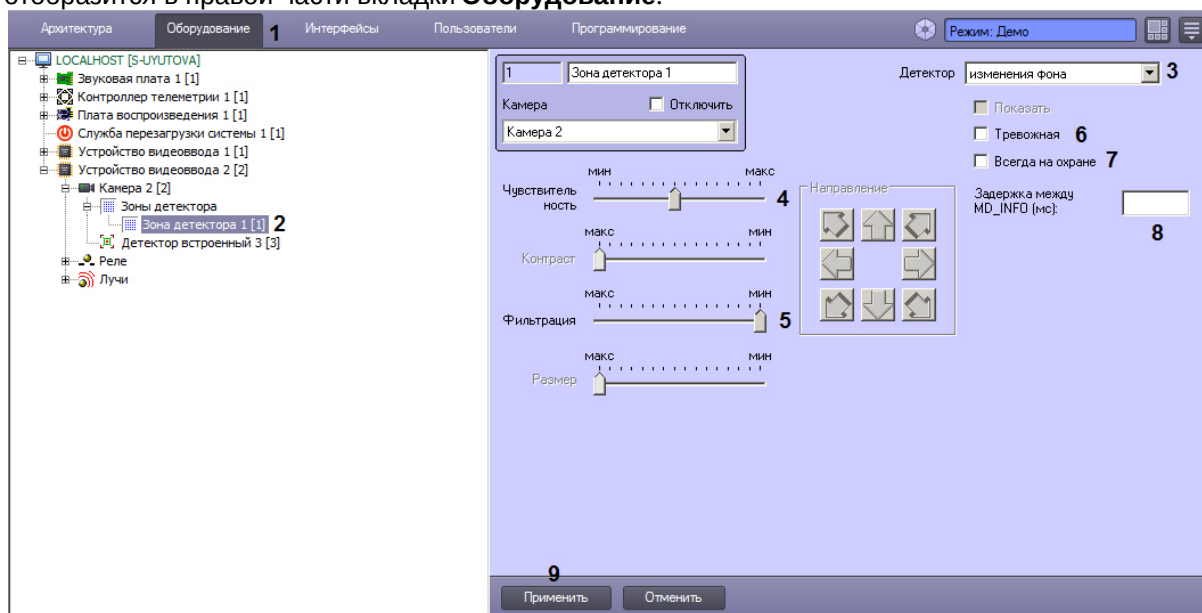 отобразится в правой части вкладки Оборудование.
Архитектура Оборудование 1 Интерфейсы Пользователи Программирование Режим: Демо
LOCALHOST [S-UYUTOVA]
Звуковая плата 1 [1]
Контроллер телеметрии 1 [1]
Плата воспроизведения 1 [1]
Служба перезагрузки системы 1 [1]
Устройство видеоввода 1 [1]
Устройство видеоввода 2 [2]
Камера 2 [2]
Зоны детектора
Зона детектора 1 [1] 2
Детектор встроенный 3 [3]
Реле
Лучи
1 Зона детектора 1
Камера Отключить
Камера 2
Детектор изменения фона 3
Показать
Тревожная 6
Всегда на охране 7
Задержка между
MD_INFO (мс):
8
мин макс
Чувствитель
ность
4
макс мин
Контраст
макс мин
Фильтрация 5
макс мин
Размер
Направление
9
Применить Отменить